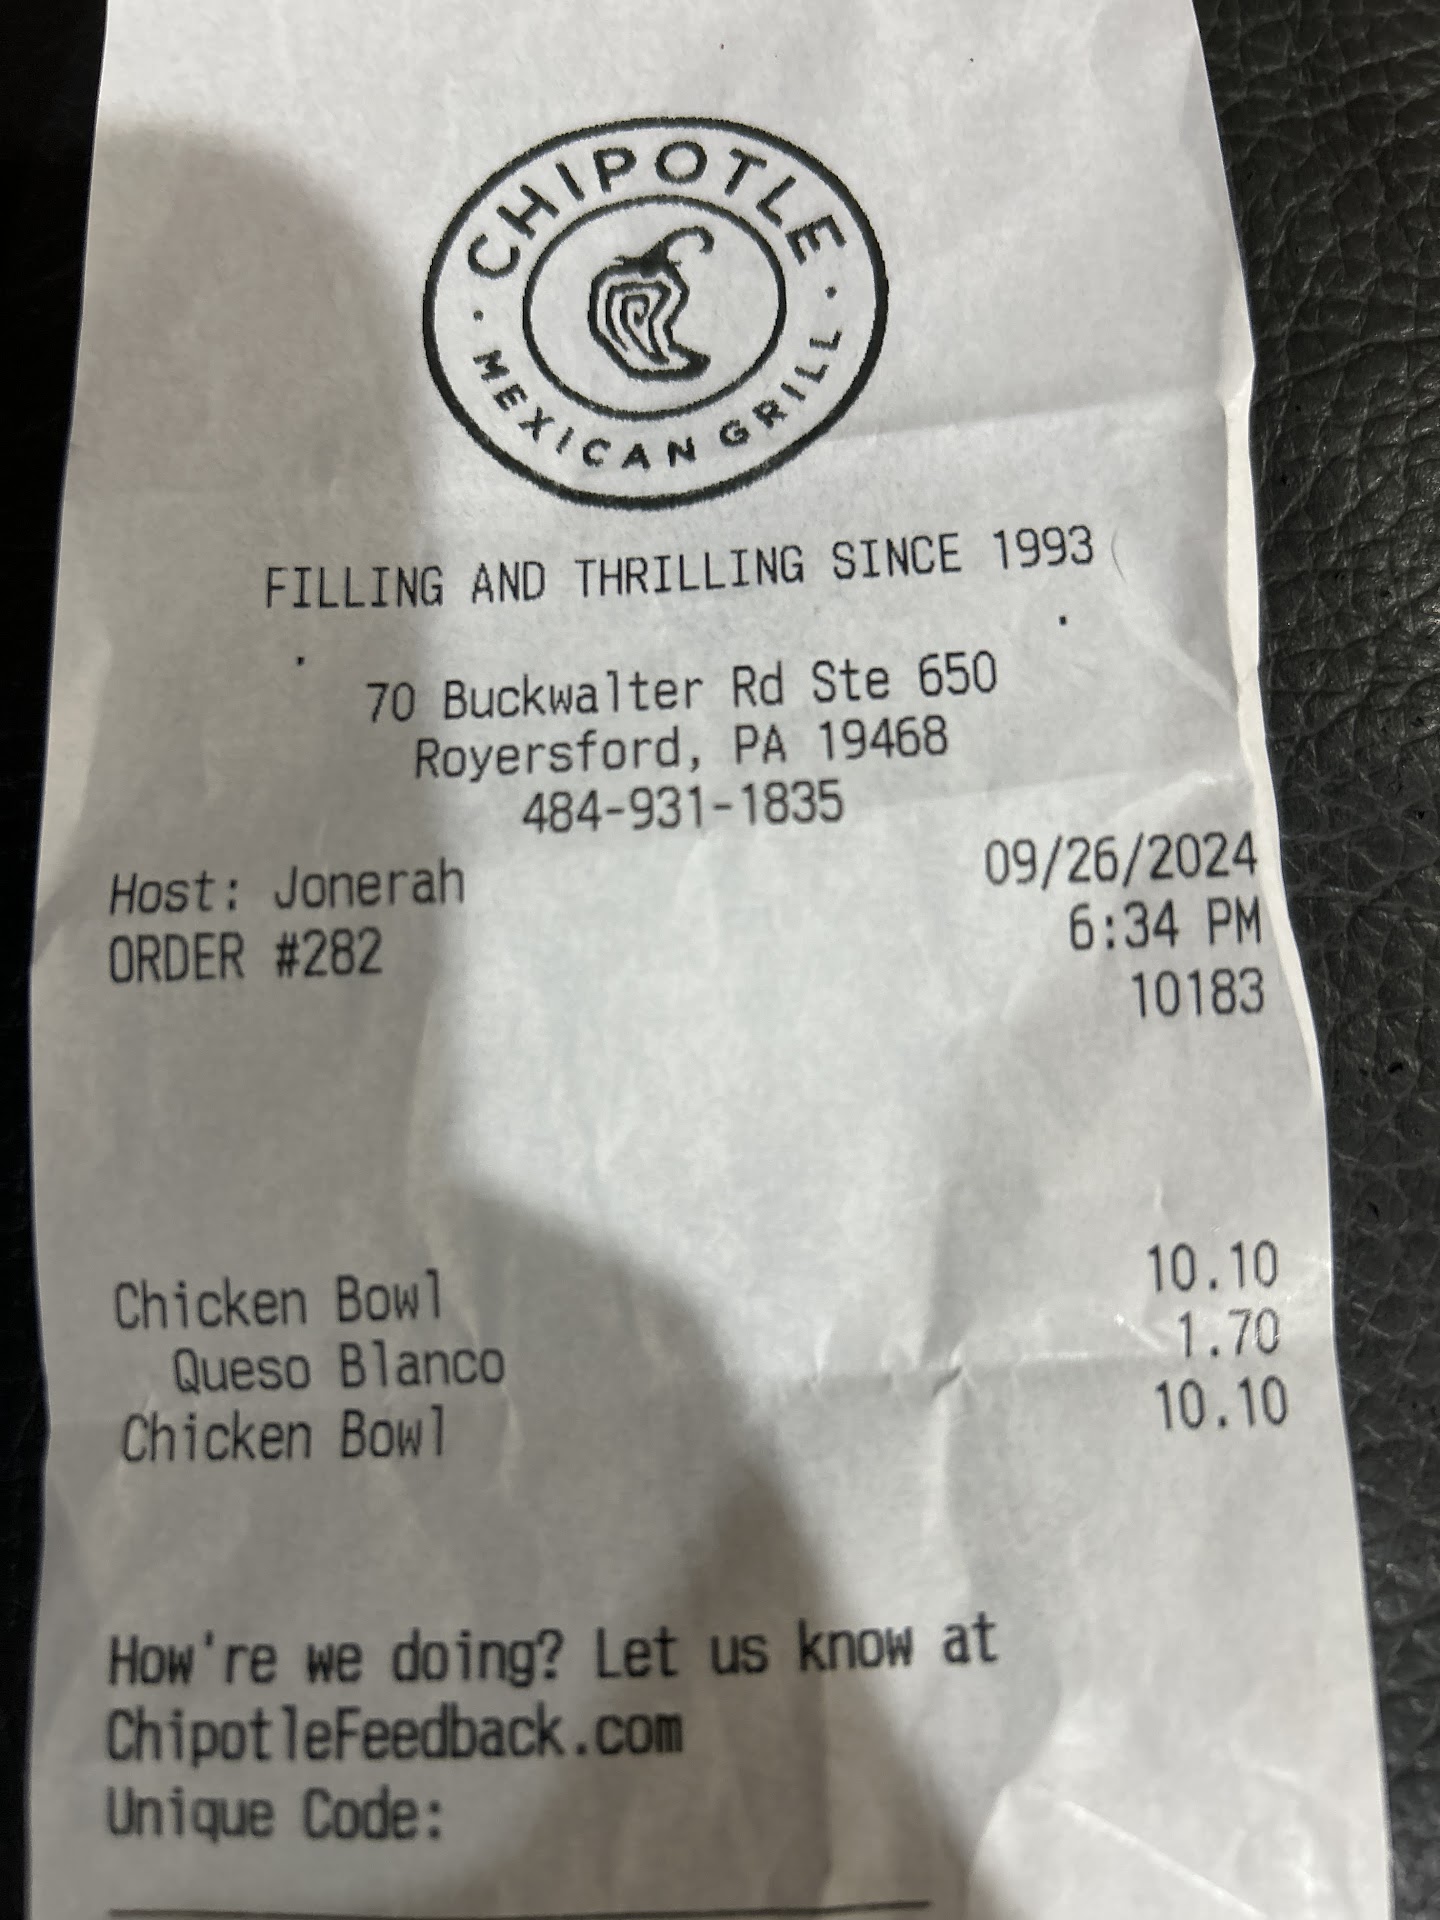 CHIPOTLE
MEXICAN GRILL
FILLING AND THRILLING SINCE 1993
70 Buckwalter Rd Ste 650
Royersford, PA 19468
484-931-1835
Host: Jonerah 09/26/2024
ORDER #282 6:34 PM
10183
Chicken Bowl 10.10
Queso Blanco 1.70
Chicken Bowl 10.10
How're we doing? Let us know at
ChipotleFeedback.com
Unique Code: